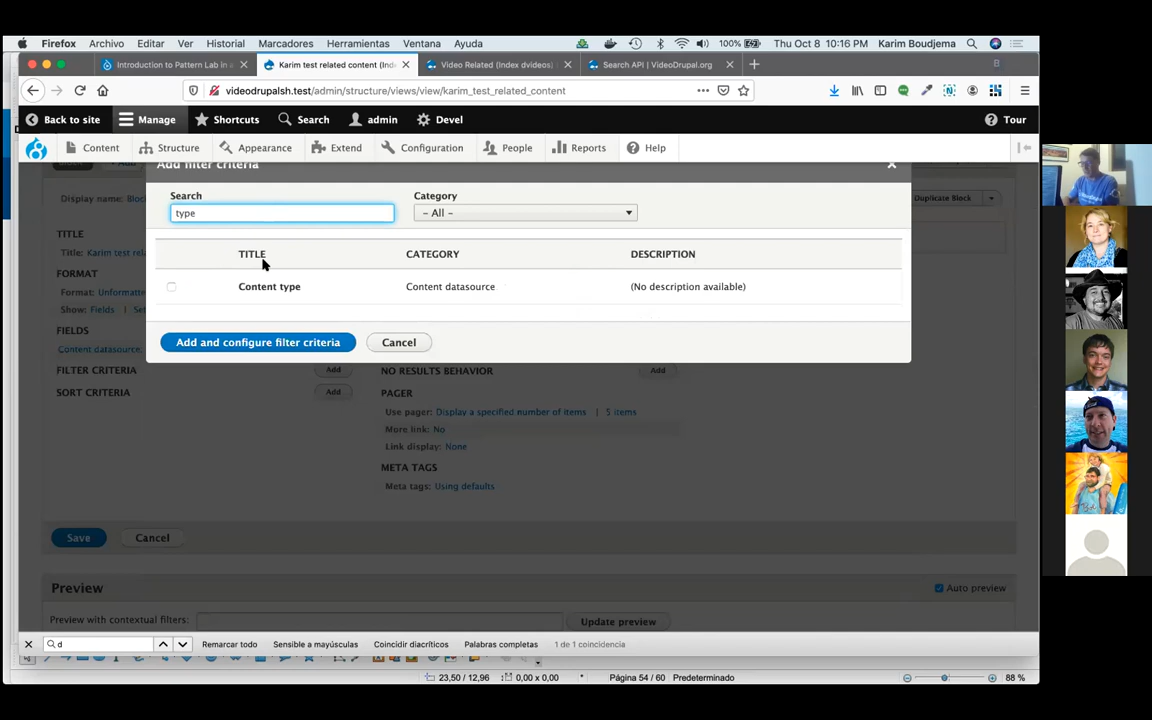 Firefox Archivo Editar Ver Historial Marcadores Herramientas Ventana Ayuda 100% Thu Oct 8 10:16 PM Karim Boudjema
Introduction to Pattern Lab in a Karim test related content (Inde Video Related (Index dvideos) Search API | VideoDrupal.org
videodrupalsh.test/admin/structure/views/view/karim_test_related_content
Back to site Manage Shortcuts Search admin Devel Tour
Content Structure Appearance Extend Configuration People Reports Help
Add filter criteria
Display name: Bloc
Search Category
Duplicate Block
type – All –
TITLE
Title: Karim test rela
TITLE CATEGORY DESCRIPTION
FORMAT
Format: Unformatte
Content type Content datasource (No description available)
Show: Fields | Set
FIELDS
Add and configure filter criteria Cancel
Content datasource:
FILTER CRITERIA Add NO RESULTS BEHAVIOR Add
SORT CRITERIA Add PAGER
Use pager: Display a specified number of items | 5 items
More link: No
Link display: None
META TAGS
Meta tags: Using defaults
Save Cancel
Preview Auto preview
Preview with contextual filters: Update preview
d Remarcar todo Sensible a mayúsculas Coincidir diacríticos Palabras completas 1 de 1 coincidencia
23,50 / 12,96 0,00 x 0,00 * Página 54 / 60 Predeterminado 88 %